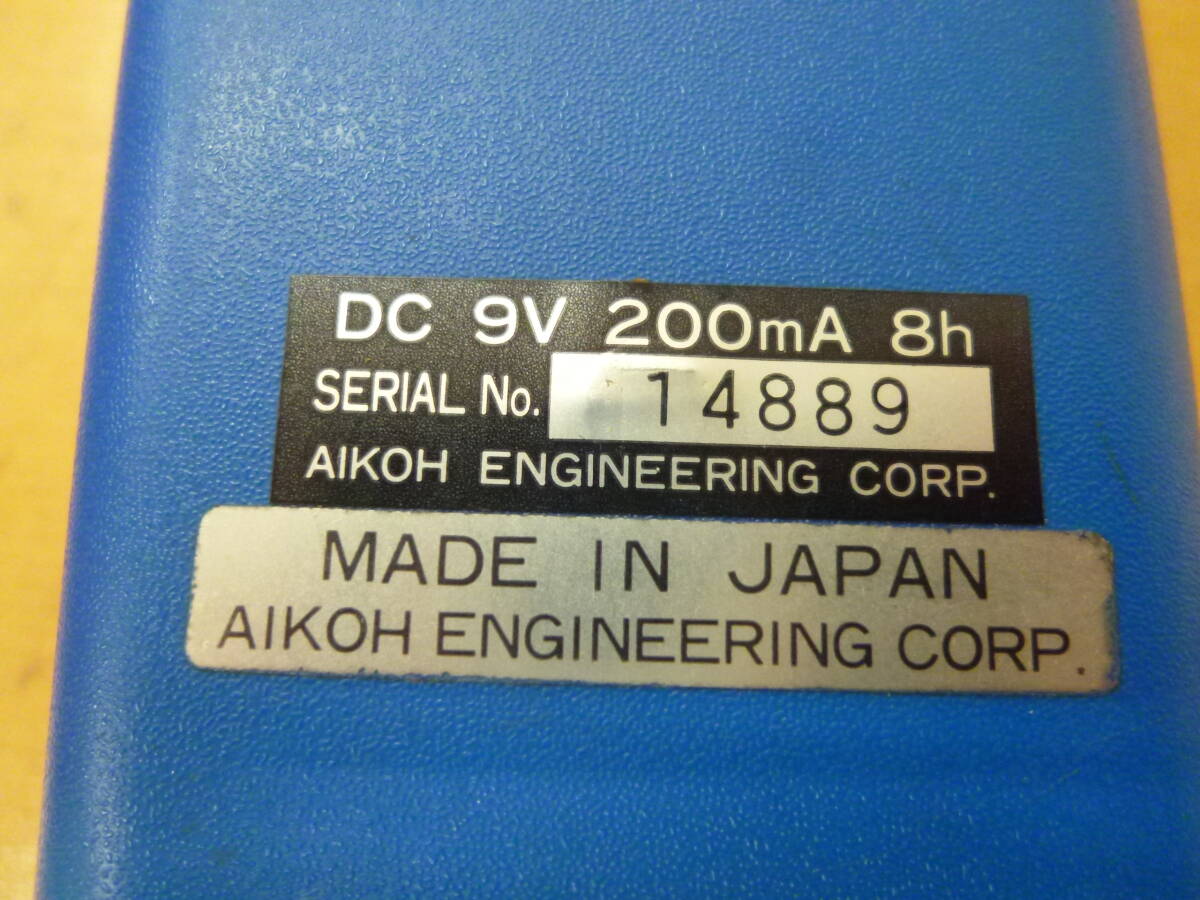 DC 9V 200mA 8h
SERIAL No. 14889
AIKOH ENGINEERING CORP.
MADE IN JAPAN
AIKOH ENGINEERING CORP.